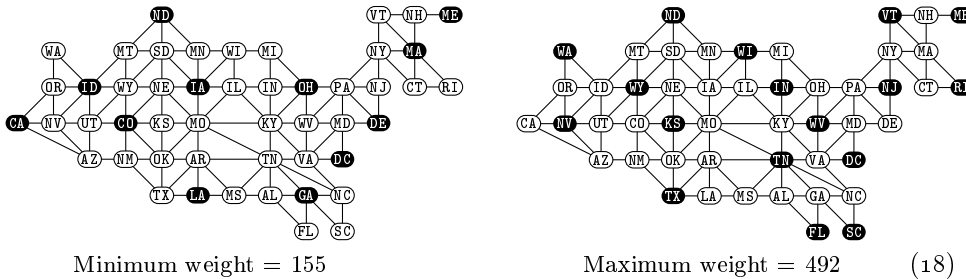 ND ND
VT NH ME VT NH ME
WA MT SD MN WI MI NY MA WA MT SD MN WI MI NY MA
OR ID WY NE IA IL IN OH PA NJ CT RI OR ID WY NE IA IL IN OH PA NJ CT RI
CA NV UT CO KS MO KY WV MD DE CA NV UT CO KS MO KY WV MD DE
AZ NM OK AR TN VA DC AZ NM OK AR TN VA DC
TX LA MS AL GA NC TX LA MS AL GA NC
FL SC FL SC
Minimum weight = 155 Maximum weight = 492 (18)